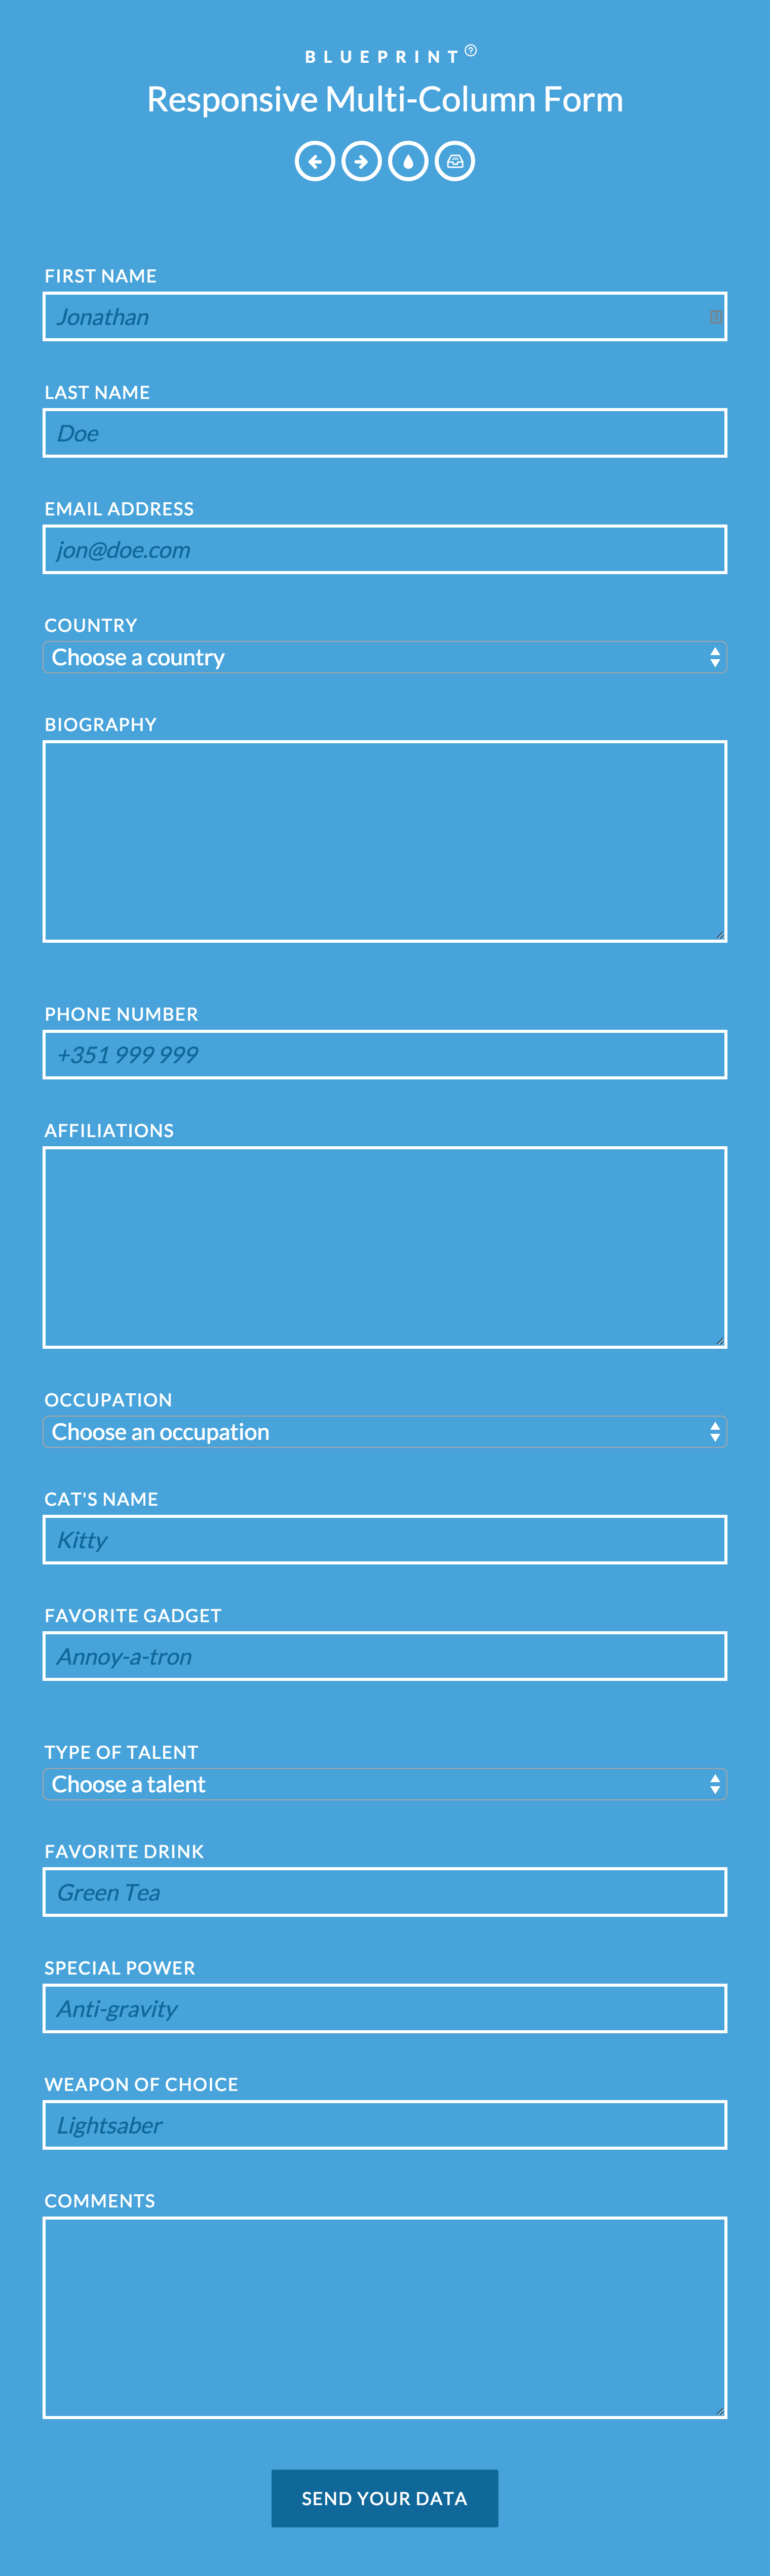 BLUEPRINT
Responsive Multi-Column Form
FIRST NAME
Jonathan
LAST NAME
Doe
EMAIL ADDRESS
jon@doe.com
COUNTRY
Choose a country
BIOGRAPHY
PHONE NUMBER
+351 999 999
AFFILIATIONS
OCCUPATION
Choose an occupation
CAT'S NAME
Kitty
FAVORITE GADGET
Annoy-a-tron
TYPE OF TALENT
Choose a talent
FAVORITE DRINK
Green Tea
SPECIAL POWER
Anti-gravity
WEAPON OF CHOICE
Lightsaber
COMMENTS
SEND YOUR DATA